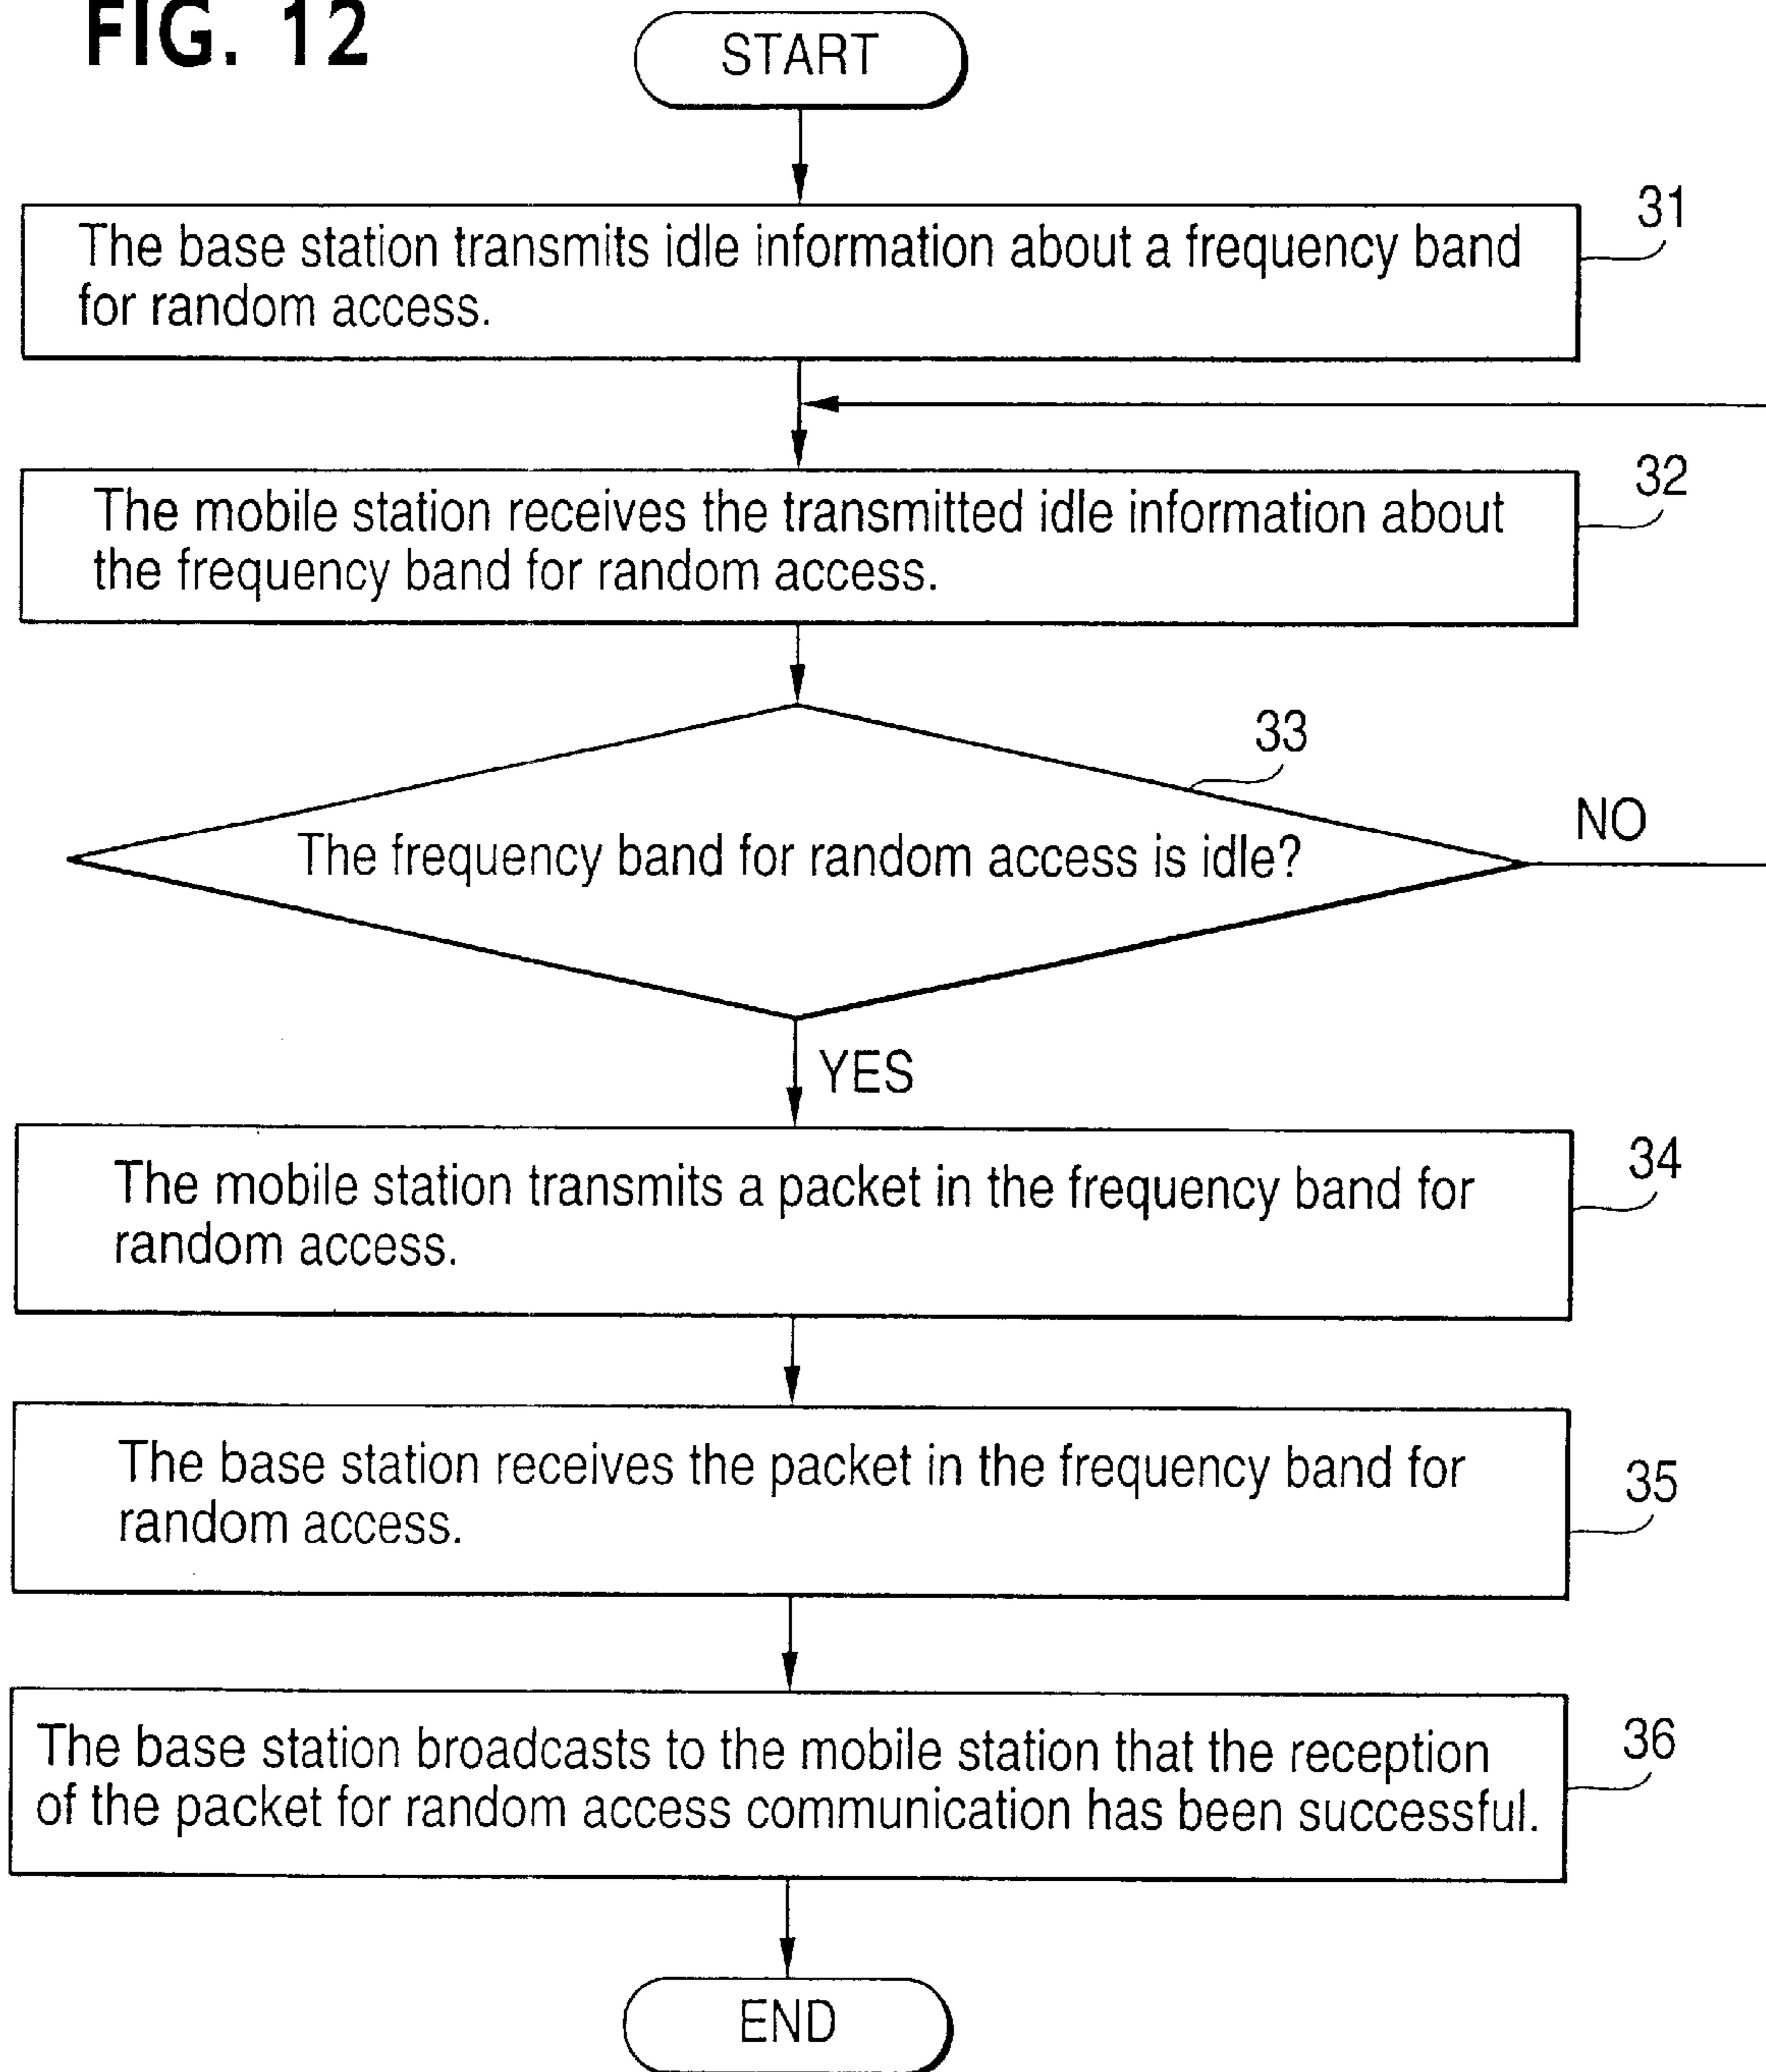 FIG. 12
START
31
The base station transmits idle information about a frequency band
for random access.
32
The mobile station receives the transmitted idle information about
the frequency band for random access.
33
The frequency band for random access is idle?
NO
YES
34
The mobile station transmits a packet in the frequency band for
random access.
35
The base station receives the packet in the frequency band for
random access.
36
The base station broadcasts to the mobile station that the reception
of the packet for random access communication has been successful.
END